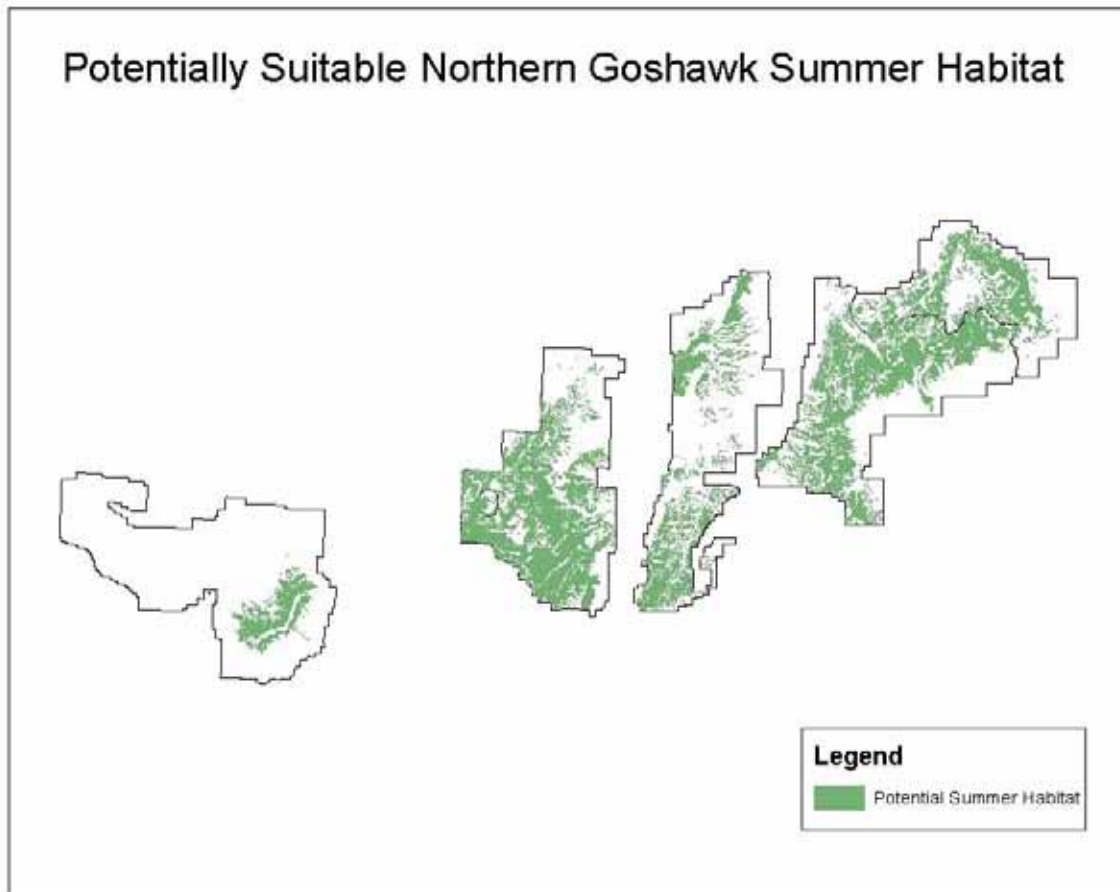 Potentially Suitable Northern Goshawk Summer Habitat
Legend
Potential Summer Habitat